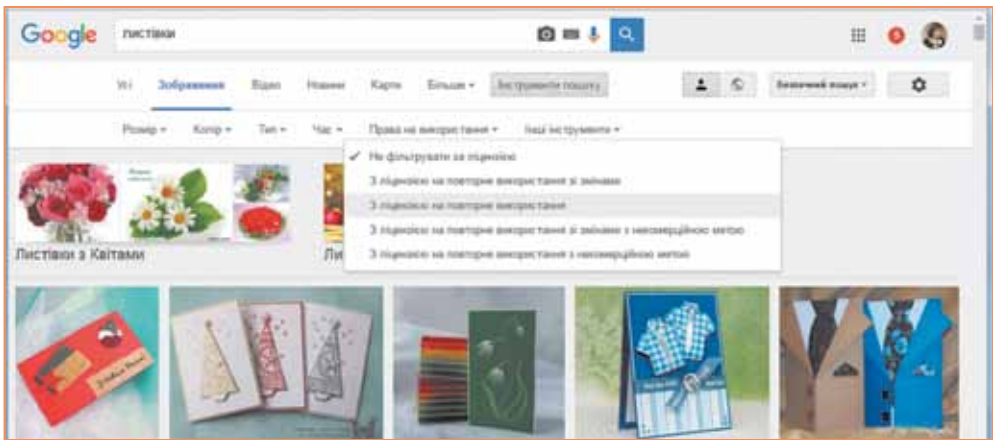 Google листівки
Усі Зображення Відео Новини Карти Більше Інструменти пошуку Безпечний пошук
Розмір Колір Тип Час Права на використання Інші інструменти
✓ Не фільтрувати за ліцензією
З ліцензією на повторне використання зі змінами
З ліцензією на повторне використання
З ліцензією на повторне використання зі змінами з некомерційною метою
З ліцензією на повторне використання з некомерційною метою
Листівки з Квітами
Ли